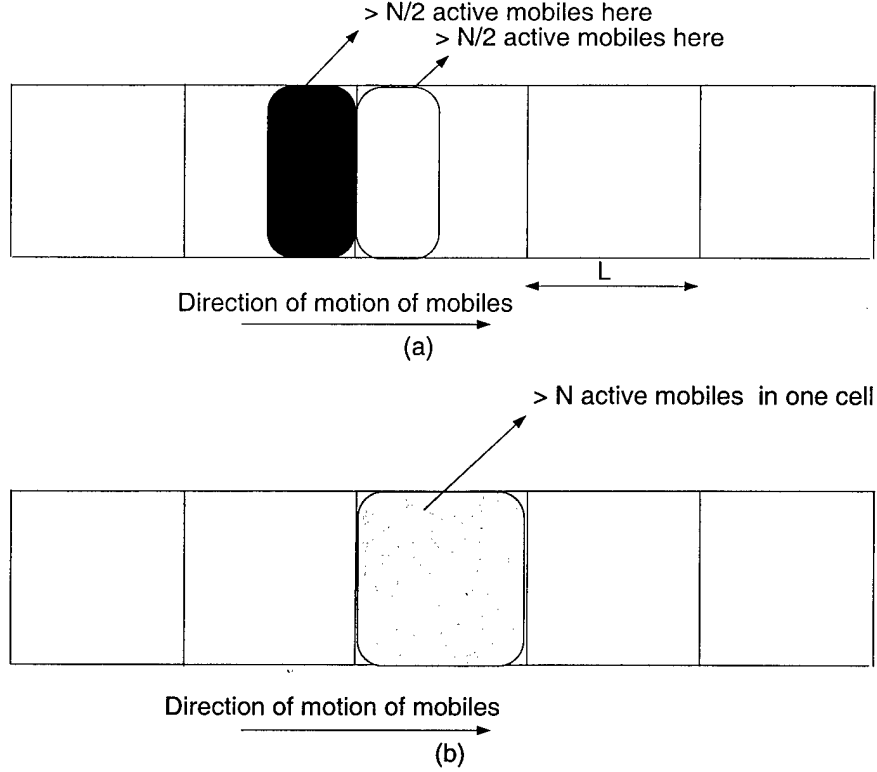 > N/2 active mobiles here
> N/2 active mobiles here
L
Direction of motion of mobiles
(a)
> N active mobiles in one cell
Direction of motion of mobiles
(b)